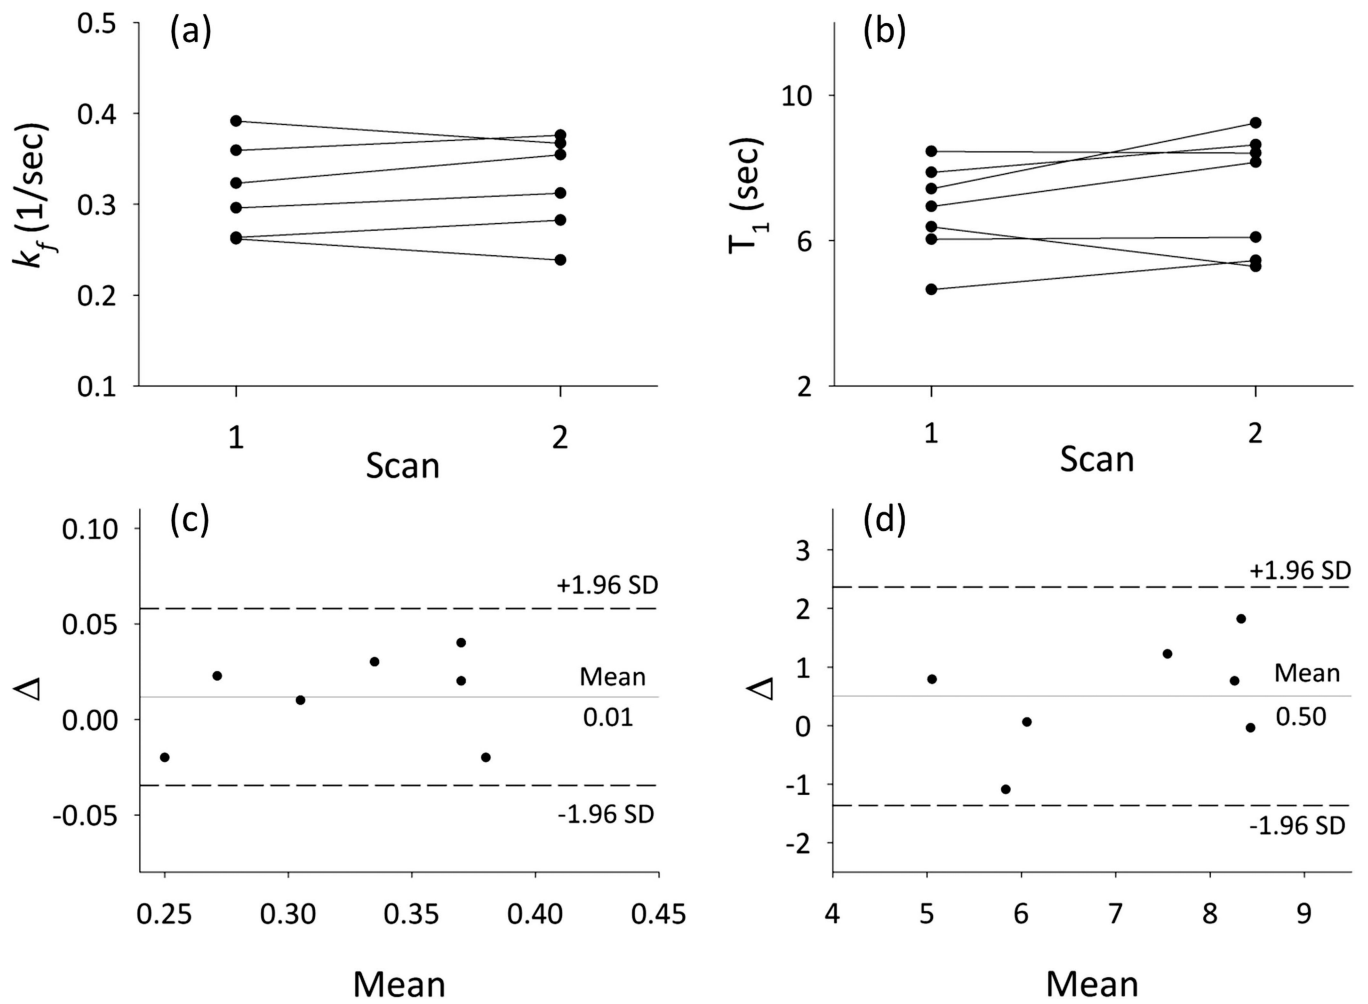 (a)
0.5
0.4
0.3
0.2
0.1
k_f (1/sec)
1 2
Scan
(b)
10
6
2
T₁ (sec)
1 2
Scan
(c)
0.10
0.05
0.00
-0.05
Δ
+1.96 SD
Mean
0.01
-1.96 SD
0.25 0.30 0.35 0.40 0.45
Mean
(d)
3
2
1
0
-1
-2
Δ
+1.96 SD
Mean
0.50
-1.96 SD
4 5 6 7 8 9
Mean